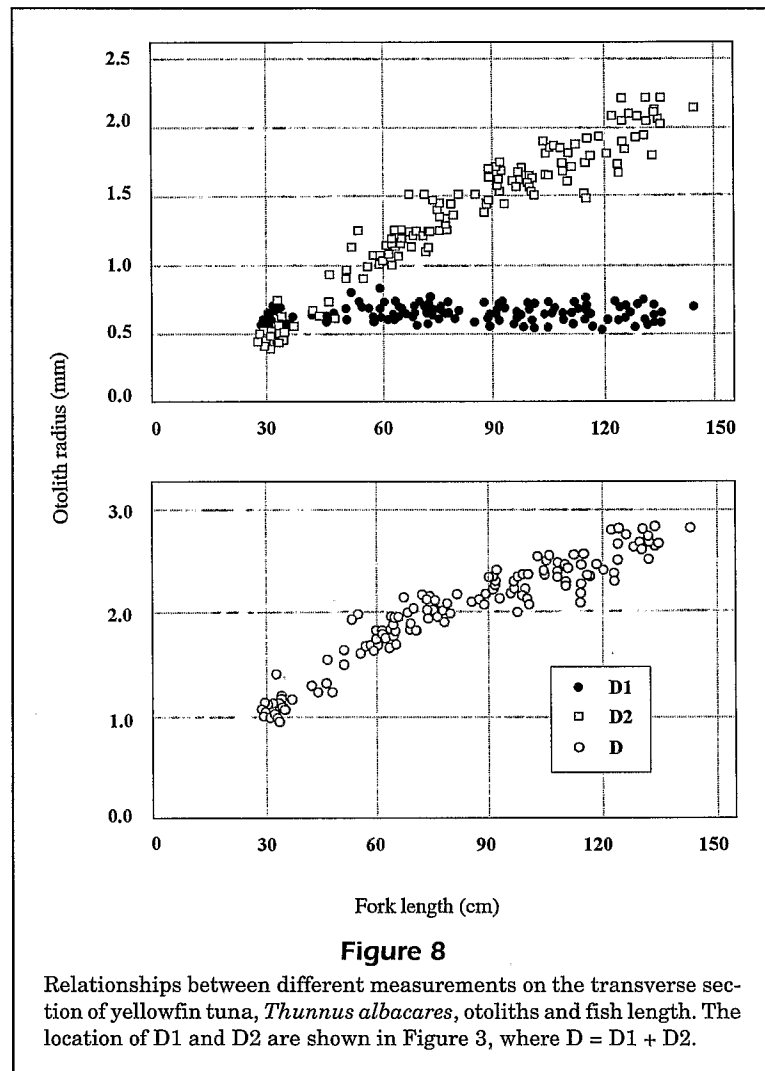 2.5
2.0
1.5
1.0
0.5
0.0
0 30 60 90 120 150
Otolith radius (mm)
3.0
2.0
1.0
0.0
D1
D2
D
0 30 60 90 120 150
Fork length (cm)
Figure 8
Relationships between different measurements on the transverse sec-
tion of yellowfin tuna, Thunnus albacares, otoliths and fish length. The
location of D1 and D2 are shown in Figure 3, where D = D1 + D2.